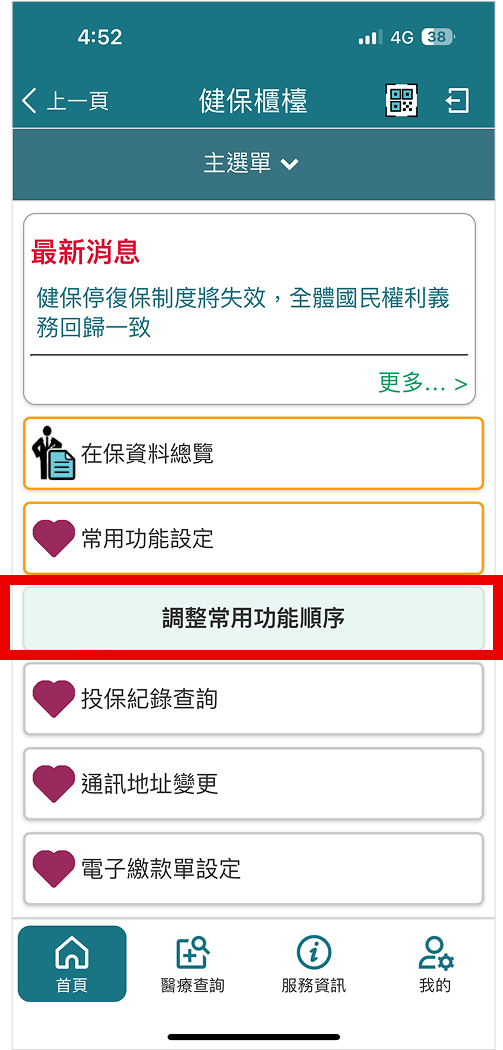 4:52
4G 38
上一頁
健保櫃檯
主選單
最新消息
健保停復保制度將失效，全體國民權利義
務回歸一致
更多... >
在保資料總覽
常用功能設定
調整常用功能順序
投保紀錄查詢
通訊地址變更
電子繳款單設定
首頁
醫療查詢
服務資訊
我的